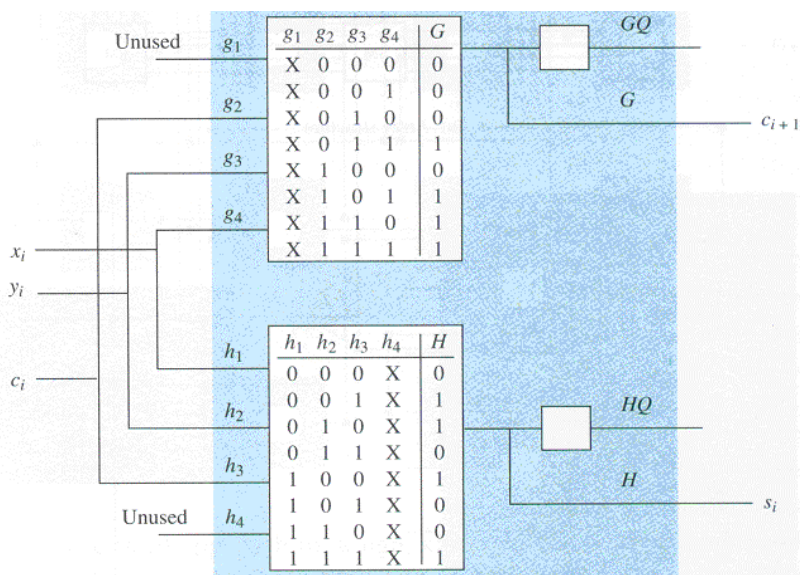 Unused g1
g2
g3
g4
g1 g2 g3 g4 G
X 0 0 0 0
X 0 0 1 0
X 0 1 0 0
X 0 1 1 1
X 1 0 0 0
X 1 0 1 1
X 1 1 0 1
X 1 1 1 1
GQ
G
ci + 1
xi
yi
ci
h1
h2
h3
Unused h4
h1 h2 h3 h4 H
0 0 0 X 0
0 0 1 X 1
0 1 0 X 1
0 1 1 X 0
1 0 0 X 1
1 0 1 X 0
1 1 0 X 0
1 1 1 X 1
HQ
H
si